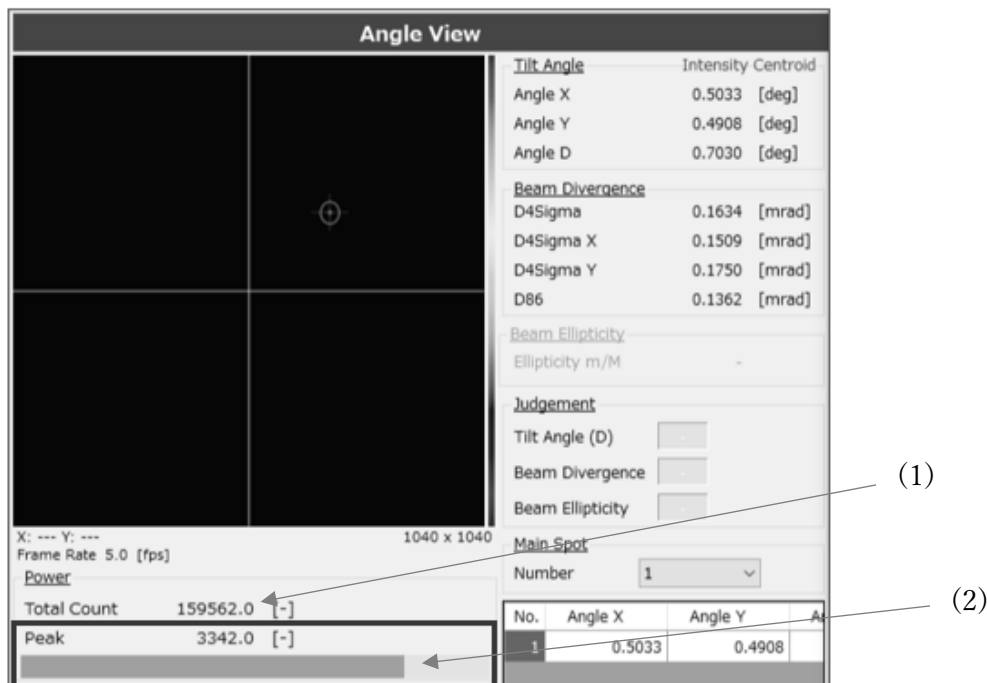 Angle View
Tilt Angle Intensity Centroid
Angle X 0.5033 [deg]
Angle Y 0.4908 [deg]
Angle D 0.7030 [deg]
Beam Divergence
D4Sigma 0.1634 [mrad]
D4Sigma X 0.1509 [mrad]
D4Sigma Y 0.1750 [mrad]
D86 0.1362 [mrad]
Beam Ellipticity
Ellipticity m/M -
Judgement
Tilt Angle (D) -
Beam Divergence -
Beam Ellipticity -
(1)
X: --- Y: --- 1040 x 1040
Frame Rate 5.0 [fps]
Main Spot
Number 1
Power
Total Count 159562.0 [-]
Peak 3342.0 [-]
(2)
No. Angle X Angle Y
1 0.5033 0.4908